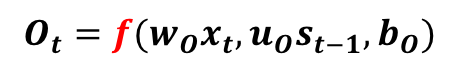 O_t = f(w_O x_t, u_O s_{t-1}, b_O)